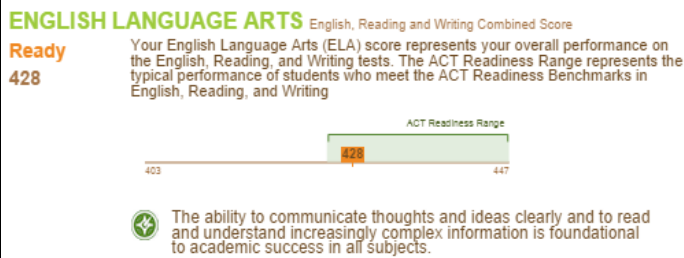 ENGLISH LANGUAGE ARTS English, Reading and Writing Combined Score
Ready
428
Your English Language Arts (ELA) score represents your overall performance on
the English, Reading, and Writing tests. The ACT Readiness Range represents the
typical performance of students who meet the ACT Readiness Benchmarks in
English, Reading, and Writing
ACT Readiness Range
428
403
447
The ability to communicate thoughts and ideas clearly and to read
and understand increasingly complex information is foundational
to academic success in all subjects.